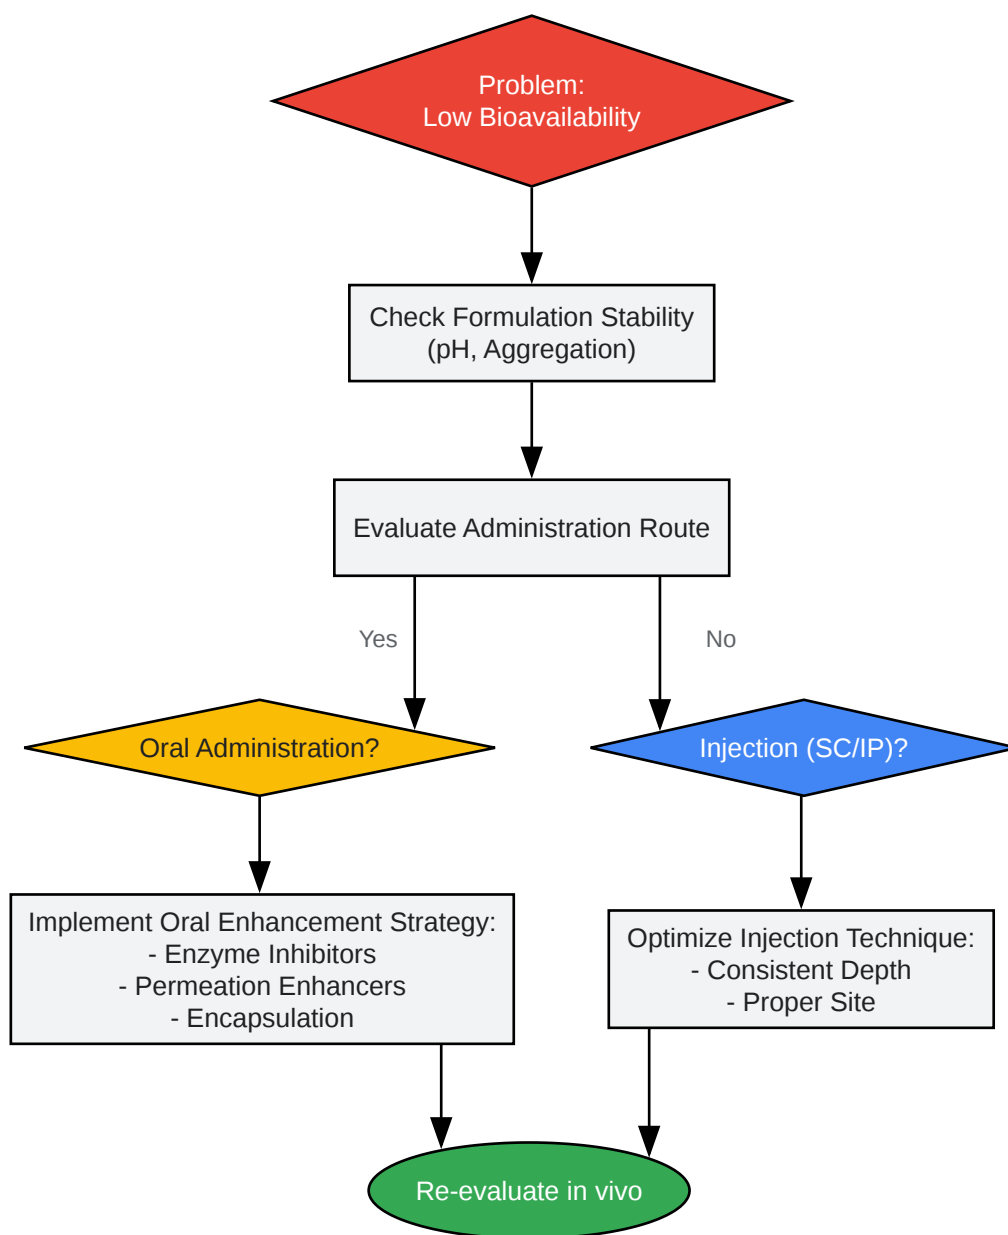 Problem:
Low Bioavailability
Check Formulation Stability
(pH, Aggregation)
Evaluate Administration Route
Yes
No
Oral Administration?
Injection (SC/IP)?
Implement Oral Enhancement Strategy:
- Enzyme Inhibitors
- Permeation Enhancers
- Encapsulation
Optimize Injection Technique:
- Consistent Depth
- Proper Site
Re-evaluate in vivo